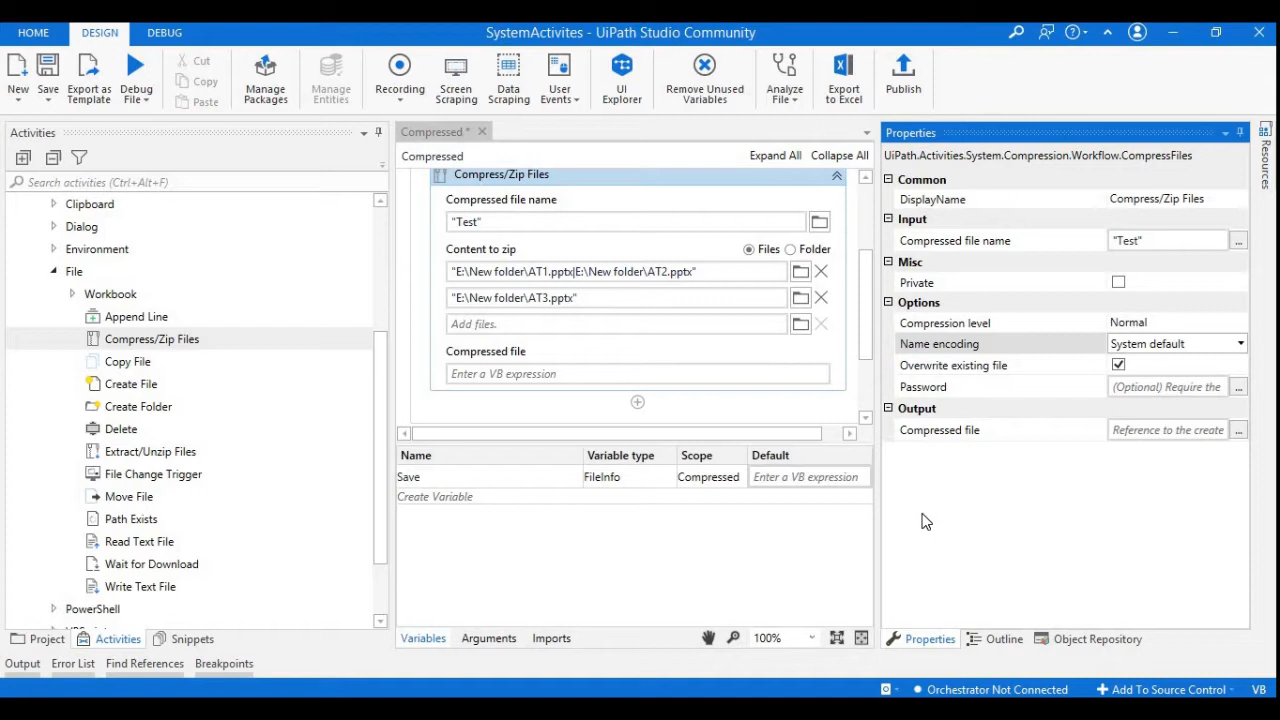 HOME
DESIGN
DEBUG
SystemActivites - UiPath Studio Community
New
Save
Export as
Template
Debug
File
Cut
Copy
Paste
Manage
Packages
Manage
Entities
Recording
Screen
Scraping
Data
Scraping
User
Events
UI
Explorer
Remove Unused
Variables
Analyze
File
Export
to Excel
Publish
Activities
Search activities (Ctrl+Alt+F)
Clipboard
Dialog
Environment
File
Workbook
Append Line
Compress/Zip Files
Copy File
Create File
Create Folder
Delete
Extract/Unzip Files
File Change Trigger
Move File
Path Exists
Read Text File
Wait for Download
Write Text File
PowerShell
Project
Activities
Snippets
Compressed *
Compressed
Expand All
Collapse All
Compress/Zip Files
Compressed file name
"Test"
Content to zip
Files
Folder
"E:\New folder\AT1.pptx|E:\New folder\AT2.pptx"
"E:\New folder\AT3.pptx"
Add files.
Compressed file
Enter a VB expression
Name Variable type Scope Default
Save FileInfo Compressed Enter a VB expression
Create Variable
Variables
Arguments
Imports
100%
Properties
UiPath.Activities.System.Compression.Workflow.CompressFiles
Common
DisplayName Compress/Zip Files
Input
Compressed file name "Test" ...
Misc
Private
Options
Compression level Normal
Name encoding System default
Overwrite existing file
Password (Optional) Require the ...
Output
Compressed file Reference to the create ...
Properties
Outline
Object Repository
Resources
Output
Error List
Find References
Breakpoints
Orchestrator Not Connected
Add To Source Control
VB